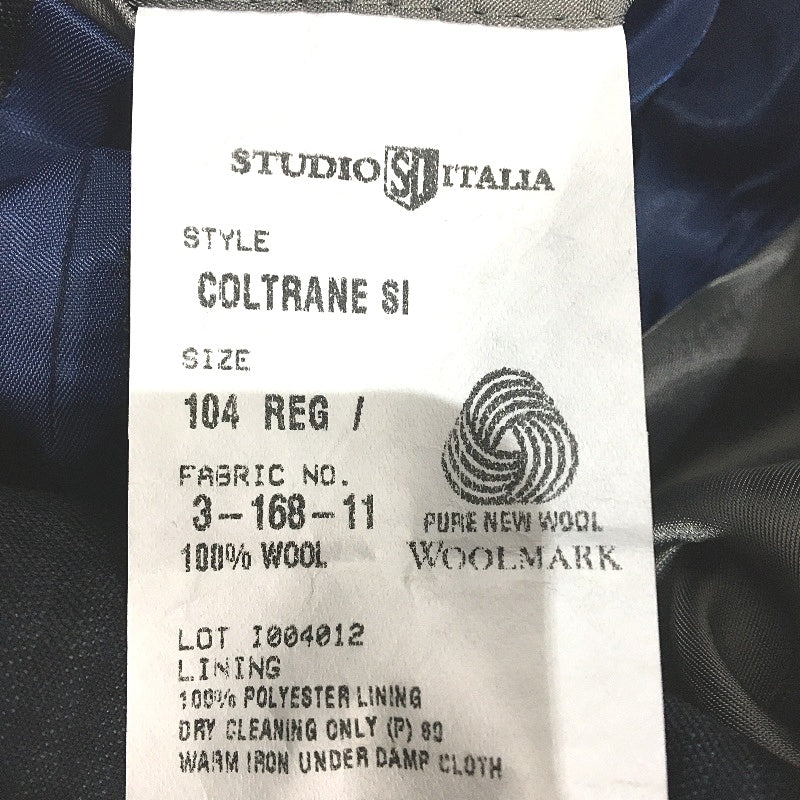 STUDIO SI ITALIA
STYLE
COLTRANE SI
SIZE
104 REG /
FABRIC NO.
3-168-11
100% WOOL
PURE NEW WOOL
WOOLMARK
LOT I004012
LINING
100% POLYESTER LINING
DRY CLEANING ONLY (P)
WARM IRON UNDER DAMP CLOTH